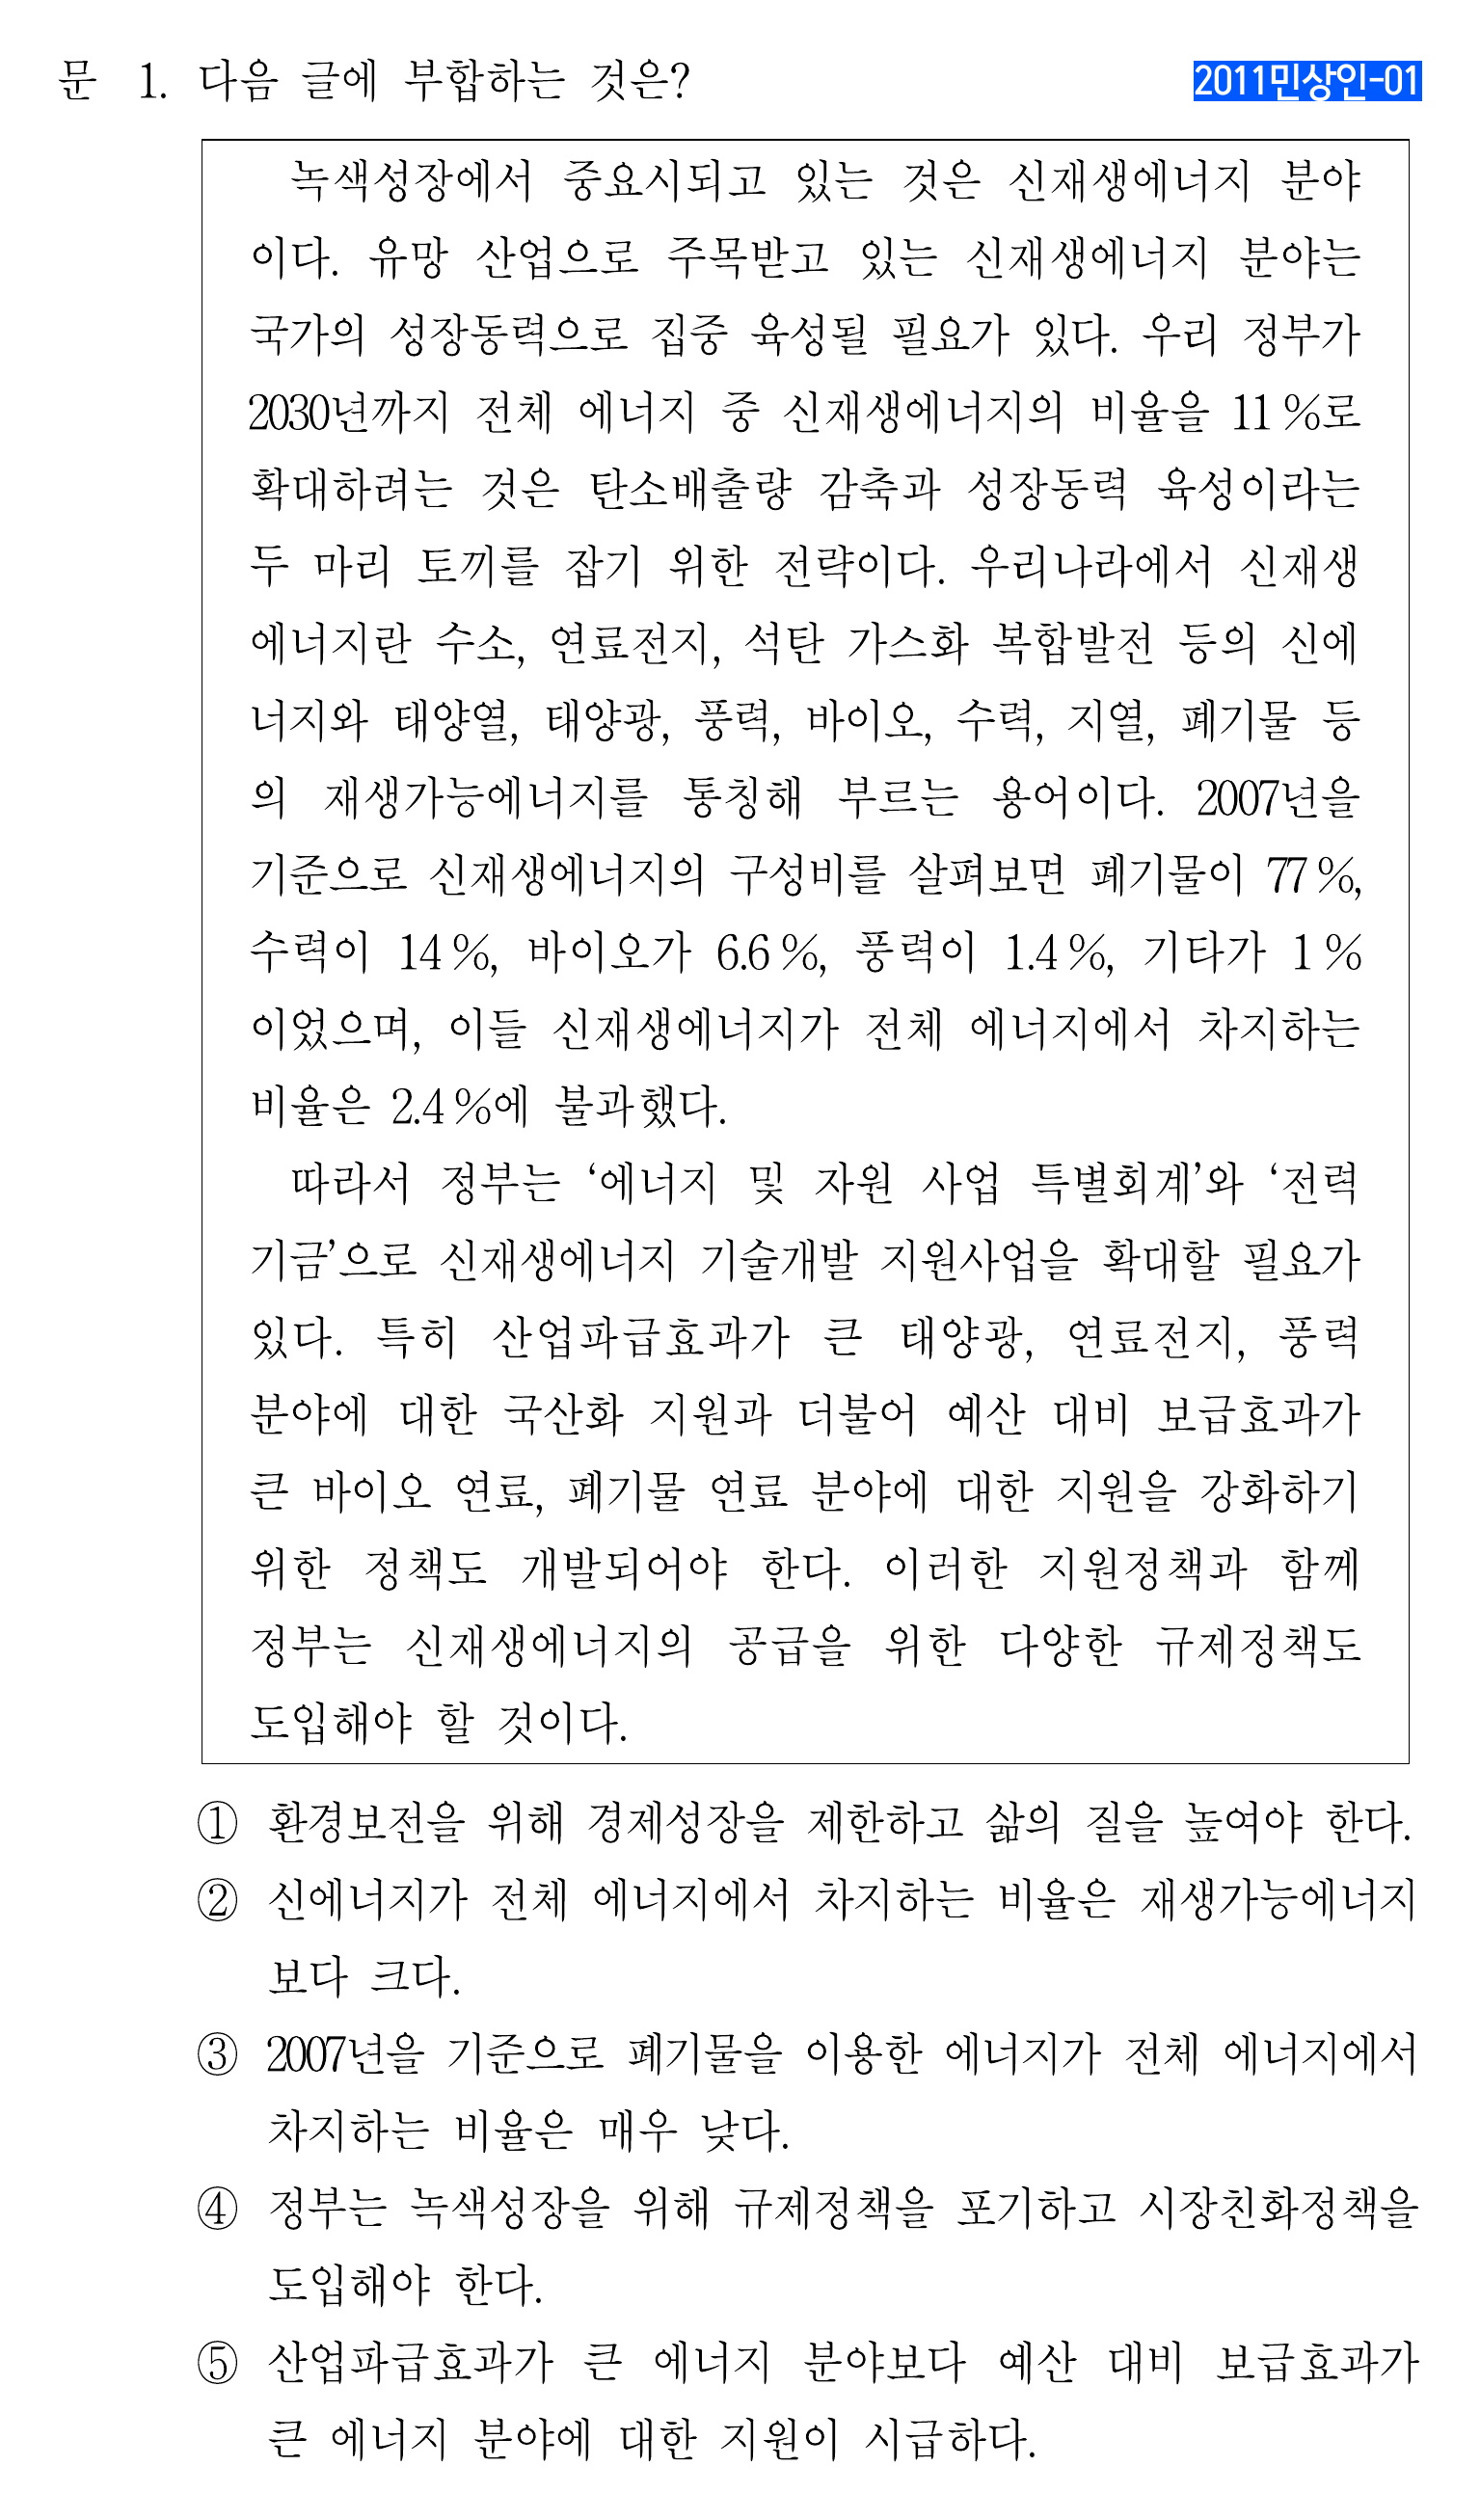 문 1. 다음 글에 부합하는 것은?
2011민상인-01
녹색성장에서 중요시되고 있는 것은 신재생에너지 분야
이다. 유망 산업으로 주목받고 있는 신재생에너지 분야는
국가의 성장동력으로 집중 육성될 필요가 있다. 우리 정부가
2030년까지 전체 에너지 중 신재생에너지의 비율을 11%로
확대하려는 것은 탄소배출량 감축과 성장동력 육성이라는
두 마리 토끼를 잡기 위한 전략이다. 우리나라에서 신재생
에너지란 수소, 연료전지, 석탄 가스화 복합발전 등의 신에
너지와 태양열, 태양광, 풍력, 바이오, 수력, 지열, 폐기물 등
의 재생가능에너지를 통칭해 부르는 용어이다. 2007년을
기준으로 신재생에너지의 구성비를 살펴보면 폐기물이 77%,
수력이 14%, 바이오가 6.6%, 풍력이 1.4%, 기타가 1%
이었으며, 이들 신재생에너지가 전체 에너지에서 차지하는
비율은 2.4%에 불과했다.
따라서 정부는 ‘에너지 및 자원 사업 특별회계’와 ‘전력
기금’으로 신재생에너지 기술개발 지원사업을 확대할 필요가
있다. 특히 산업파급효과가 큰 태양광, 연료전지, 풍력
분야에 대한 국산화 지원과 더불어 예산 대비 보급효과가
큰 바이오 연료, 폐기물 연료 분야에 대한 지원을 강화하기
위한 정책도 개발되어야 한다. 이러한 지원정책과 함께
정부는 신재생에너지의 공급을 위한 다양한 규제정책도
도입해야 할 것이다.
① 환경보전을 위해 경제성장을 제한하고 삶의 질을 높여야 한다.
② 신에너지가 전체 에너지에서 차지하는 비율은 재생가능에너지
보다 크다.
③ 2007년을 기준으로 폐기물을 이용한 에너지가 전체 에너지에서
차지하는 비율은 매우 낮다.
④ 정부는 녹색성장을 위해 규제정책을 포기하고 시장친화정책을
도입해야 한다.
⑤ 산업파급효과가 큰 에너지 분야보다 예산 대비 보급효과가
큰 에너지 분야에 대한 지원이 시급하다.